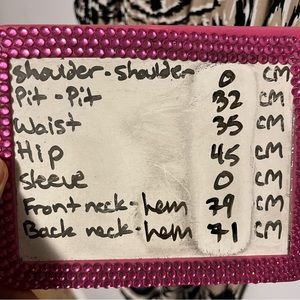 Shoulder-shoulder 0 CM
Pit-Pit 32 CM
Waist 35 CM
Hip 45 CM
Sleeve 0 CM
Front neck-hem 79 CM
Back neck-hem 71 CM